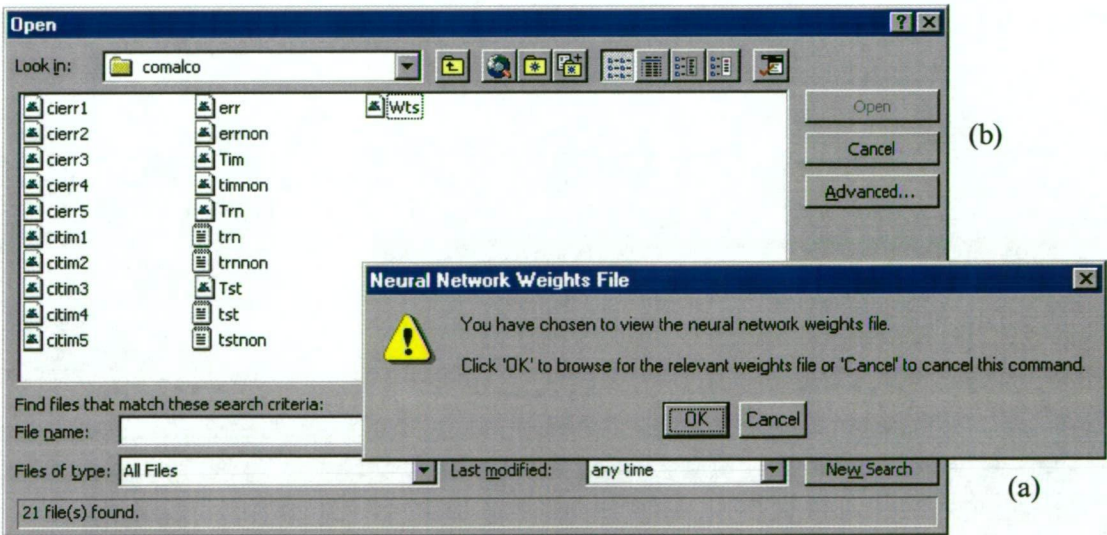 Open
Look in: comalco
cierr1 err Wts
cierr2 errnon
cierr3 Tim
cierr4 timnon
cierr5 Trn
citim1 trn
citim2 trnnon
citim3 Tst
citim4 tst
citim5 tstnon
Open
Cancel
Advanced...
(b)
Neural Network Weights File
You have chosen to view the neural network weights file.
Click 'OK' to browse for the relevant weights file or 'Cancel' to cancel this command.
OK Cancel
Find files that match these search criteria:
File name:
Files of type: All Files Last modified: any time New Search
(a)
21 file(s) found.